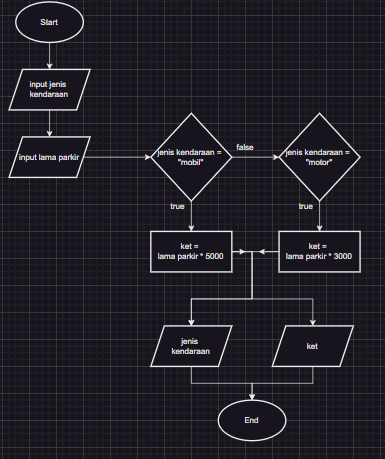 Start
input jenis
kendaraan
input lama parkir
jenis kendaraan =
"mobil"
false
jenis kendaraan =
"motor"
true
true
ket =
lama parkir * 5000
ket =
lama parkir * 3000
jenis
kendaraan
ket
End